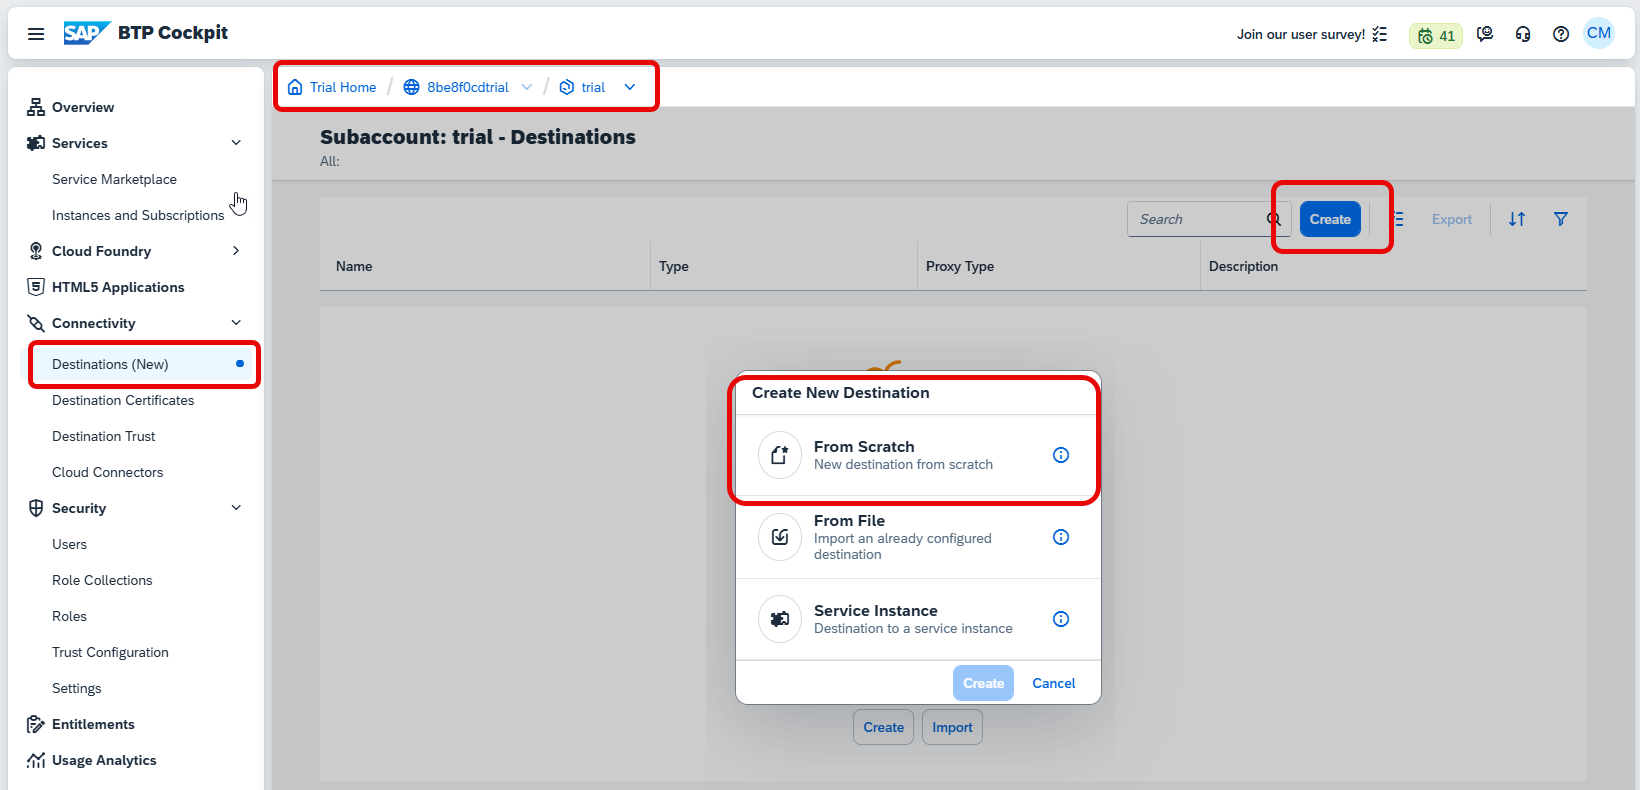 SAP BTP Cockpit
Join our user survey!
41
CM
Overview
Services
Service Marketplace
Instances and Subscriptions
Cloud Foundry
HTML5 Applications
Connectivity
Destinations (New)
Destination Certificates
Destination Trust
Cloud Connectors
Security
Users
Role Collections
Roles
Trust Configuration
Settings
Entitlements
Usage Analytics
Trial Home / 8be8f0cdtrial / trial
Subaccount: trial - Destinations
All:
Search
Create
Export
Name
Type
Proxy Type
Description
Create New Destination
From Scratch
New destination from scratch
From File
Import an already configured
destination
Service Instance
Destination to a service instance
Create
Cancel
Create
Import